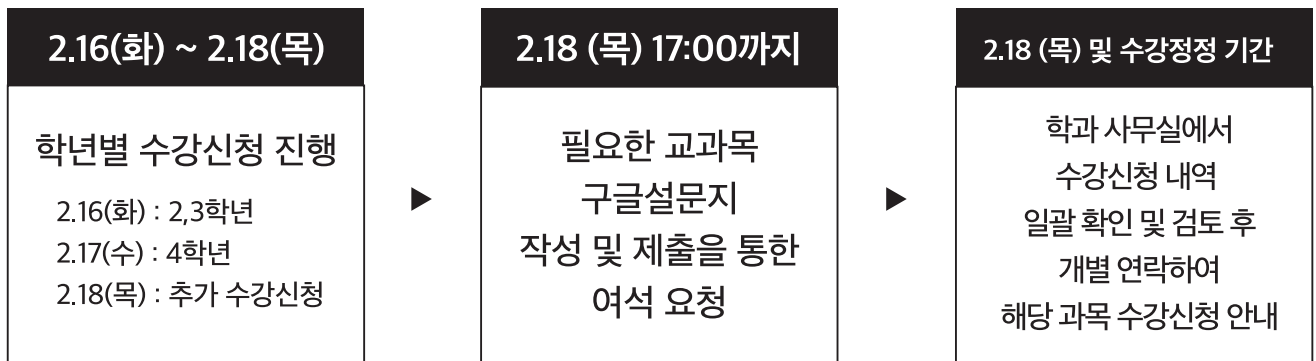 2.16(화) ~ 2.18(목)
학년별 수강신청 진행
2.16(화) : 2,3학년
2.17(수) : 4학년
2.18(목) : 추가 수강신청
▶
2.18 (목) 17:00까지
필요한 교과목
구글설문지
작성 및 제출을 통한
여석 요청
▶
2.18 (목) 및 수강정정 기간
학과 사무실에서
수강신청 내역
일괄 확인 및 검토 후
개별 연락하여
해당 과목 수강신청 안내